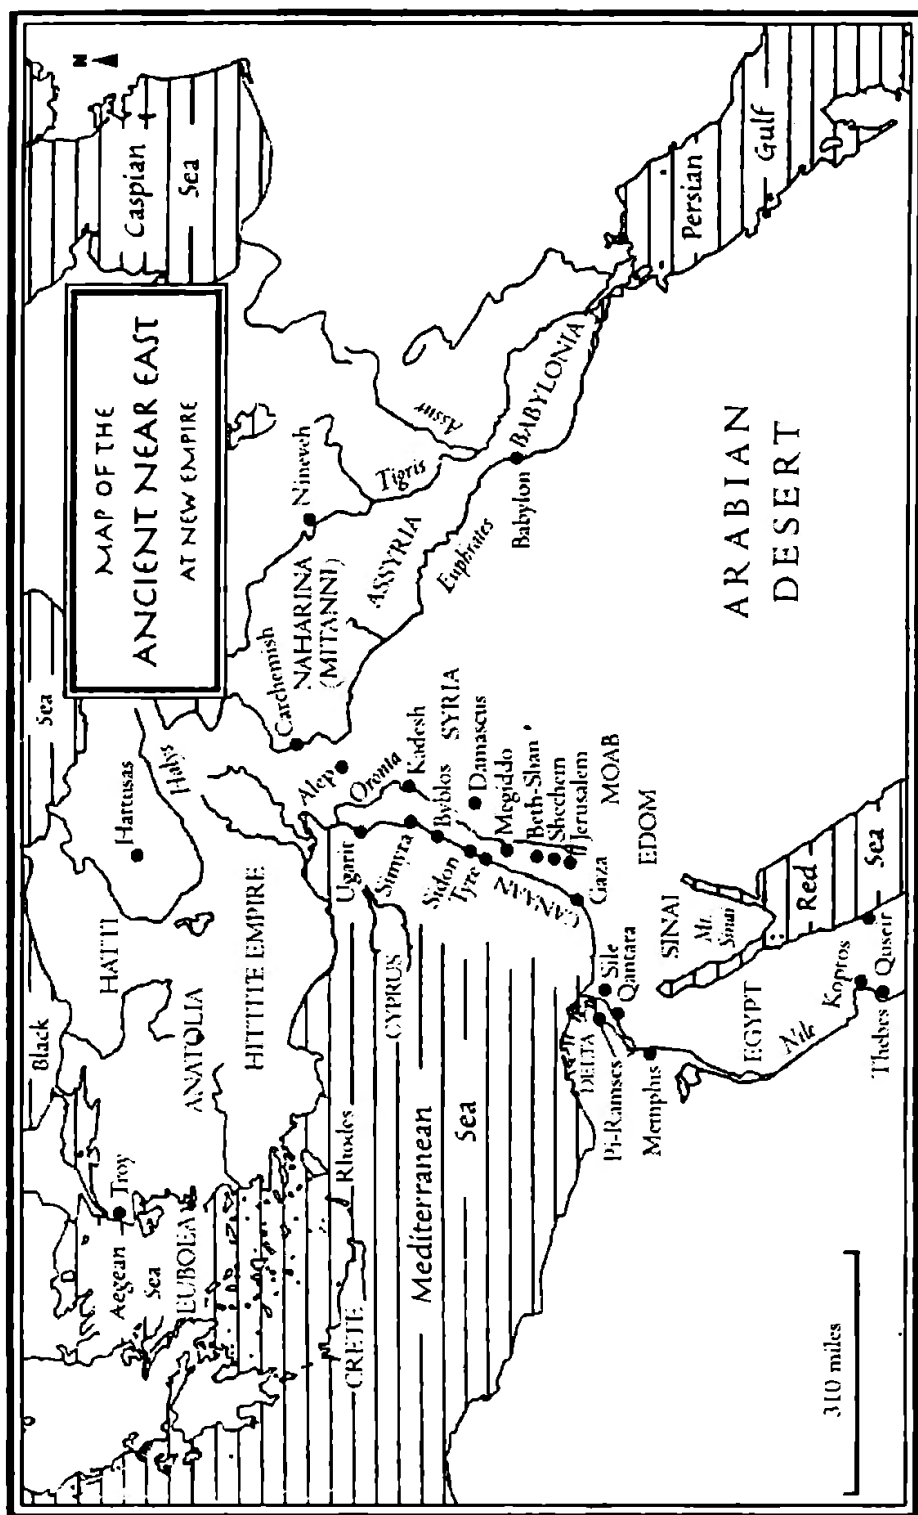 MAP OF THE
ANCIENT NEAR EAST
AT NEW EMPIRE
N
Black
Sea
Caspian
Sea
Troy
Aegean
Sea
EUBOEA
HATTI
Hattusas
Halys
ANATOLIA
HITTITE EMPIRE
Rhodes
CRETE
CYPRUS
Mediterranean
Sea
Carchemish
NAHARINA
(MITANNI)
Nineveh
Alep
Ugarit
Oronta
Simyra
Kadesh
Byblos
SYRIA
Damascus
Sidon
Tyre
Megiddo
Beth-Shan
Shechem
Jerusalem
CANAAN
Gaza
MOAB
EDOM
ASSYRIA
Tigris
Assur
Euphrates
BABYLONIA
Babylon
Persian
Gulf
ARABIAN
DESERT
Sile
Qantara
DELTA
Pi-Ramses
Memphis
SINAI
Mt.
Sinai
EGYPT
Nile
Red
Sea
Koptos
Quseir
Thebes
310 miles